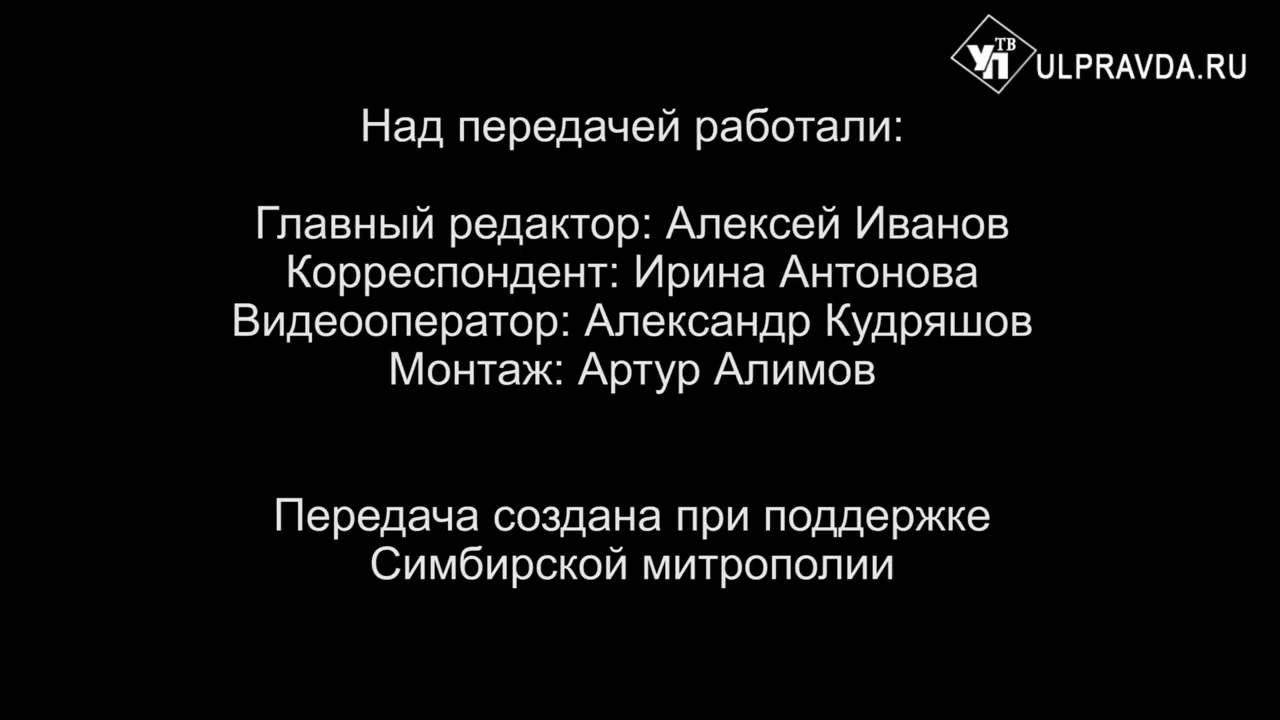 УП ТВ
ULPRAVDA.RU
Над передачей работали:
Главный редактор: Алексей Иванов
Корреспондент: Ирина Антонова
Видеооператор: Александр Кудряшов
Монтаж: Артур Алимов
Передача создана при поддержке
Симбирской митрополии